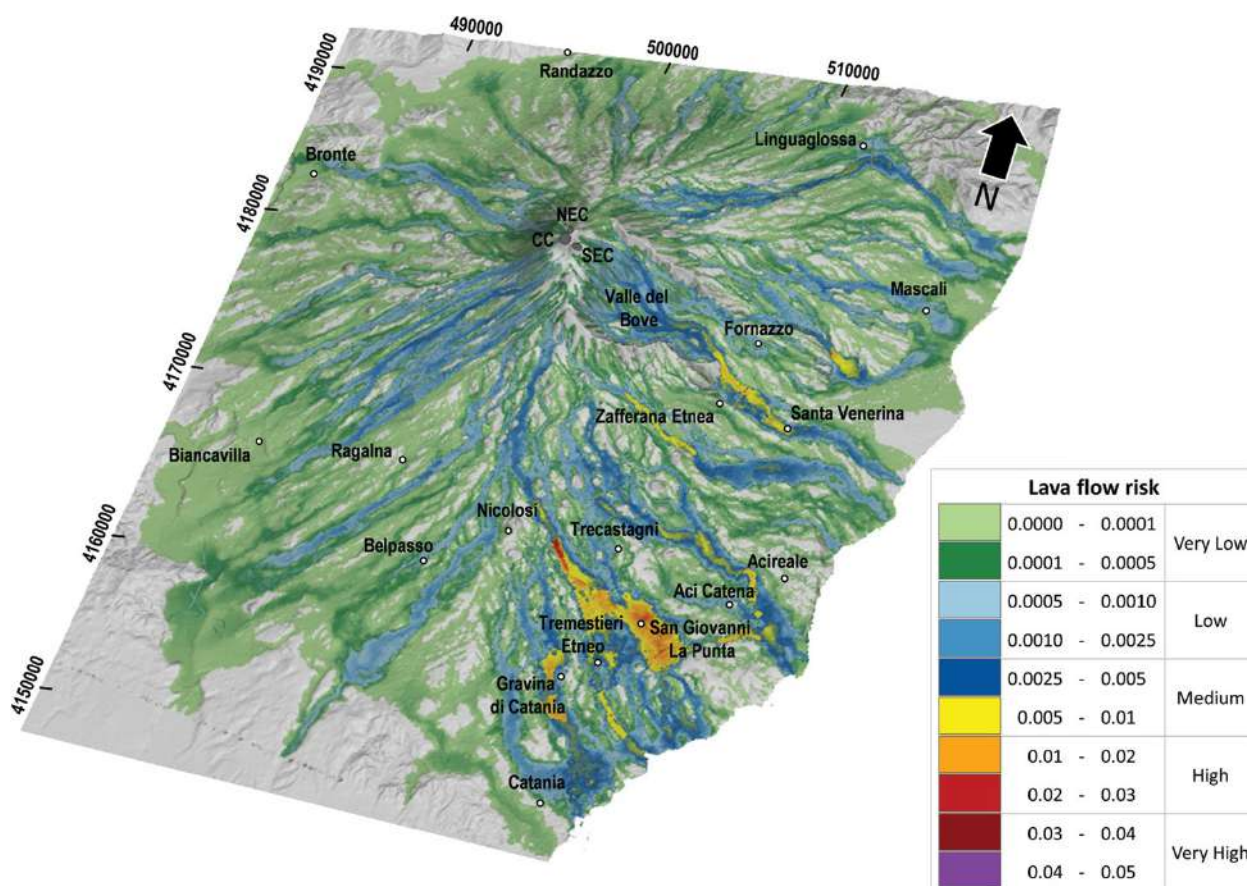 490000
500000
510000
4190000
4180000
4170000
4160000
4150000
Randazzo
Linguaglossa
Bronte
N
NEC
CC
SEC
Mascali
Valle del
Bove
Fornazzo
Zafferana Etnea
Santa Venerina
Biancavilla
Ragalna
Nicolosi
Trecastagni
Belpasso
Acireale
Aci Catena
Tremestieri
Etneo
San Giovanni
La Punta
Gravina
di Catania
Catania
Lava flow risk
0.0000 - 0.0001
Very Low
0.0001 - 0.0005
0.0005 - 0.0010
Low
0.0010 - 0.0025
0.0025 - 0.005
Medium
0.005 - 0.01
0.01 - 0.02
High
0.02 - 0.03
0.03 - 0.04
Very High
0.04 - 0.05